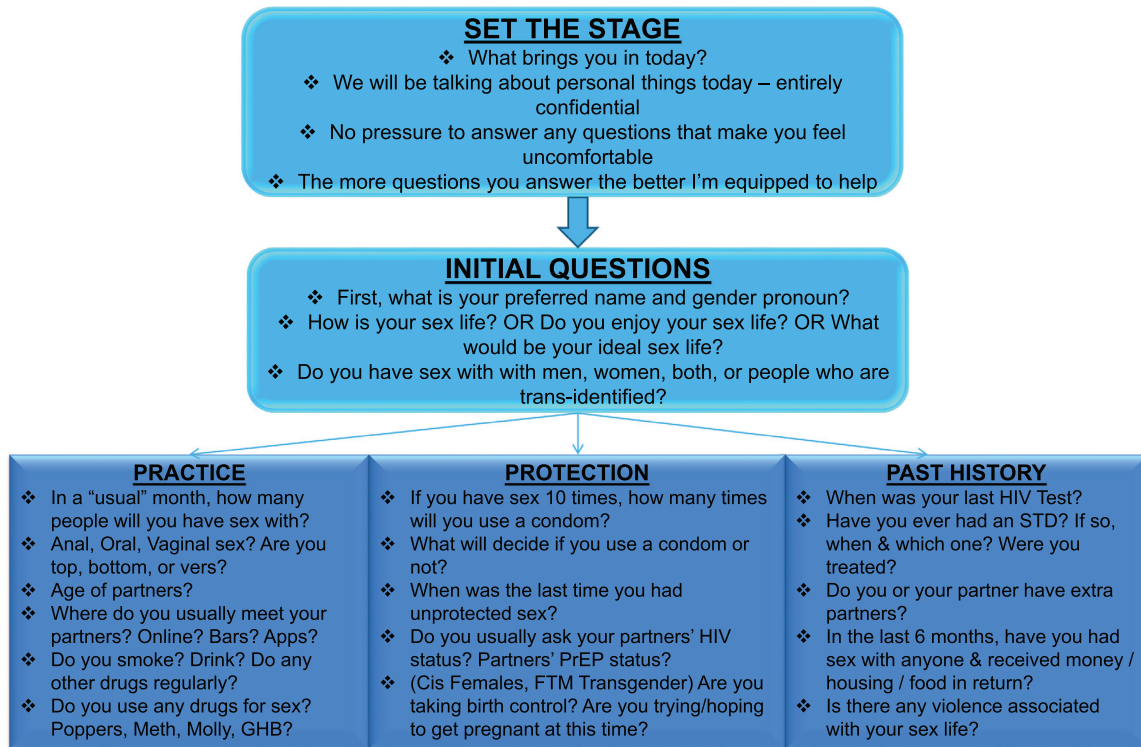 SET THE STAGE
❖ What brings you in today?
❖ We will be talking about personal things today – entirely
confidential
❖ No pressure to answer any questions that make you feel
uncomfortable
❖ The more questions you answer the better I'm equipped to help
INITIAL QUESTIONS
❖ First, what is your preferred name and gender pronoun?
❖ How is your sex life? OR Do you enjoy your sex life? OR What
would be your ideal sex life?
❖ Do you have sex with with men, women, both, or people who are
trans-identified?
PRACTICE
❖ In a “usual” month, how many
people will you have sex with?
❖ Anal, Oral, Vaginal sex? Are you
top, bottom, or vers?
❖ Age of partners?
❖ Where do you usually meet your
partners? Online? Bars? Apps?
❖ Do you smoke? Drink? Do any
other drugs regularly?
❖ Do you use any drugs for sex?
Poppers, Meth, Molly, GHB?
PROTECTION
❖ If you have sex 10 times, how many times
will you use a condom?
❖ What will decide if you use a condom or
not?
❖ When was the last time you had
unprotected sex?
❖ Do you usually ask your partners' HIV
status? Partners' PrEP status?
❖ (Cis Females, FTM Transgender) Are you
taking birth control? Are you trying/hoping
to get pregnant at this time?
PAST HISTORY
❖ When was your last HIV Test?
❖ Have you ever had an STD? If so,
when & which one? Were you
treated?
❖ Do you or your partner have extra
partners?
❖ In the last 6 months, have you had
sex with anyone & received money /
housing / food in return?
❖ Is there any violence associated
with your sex life?